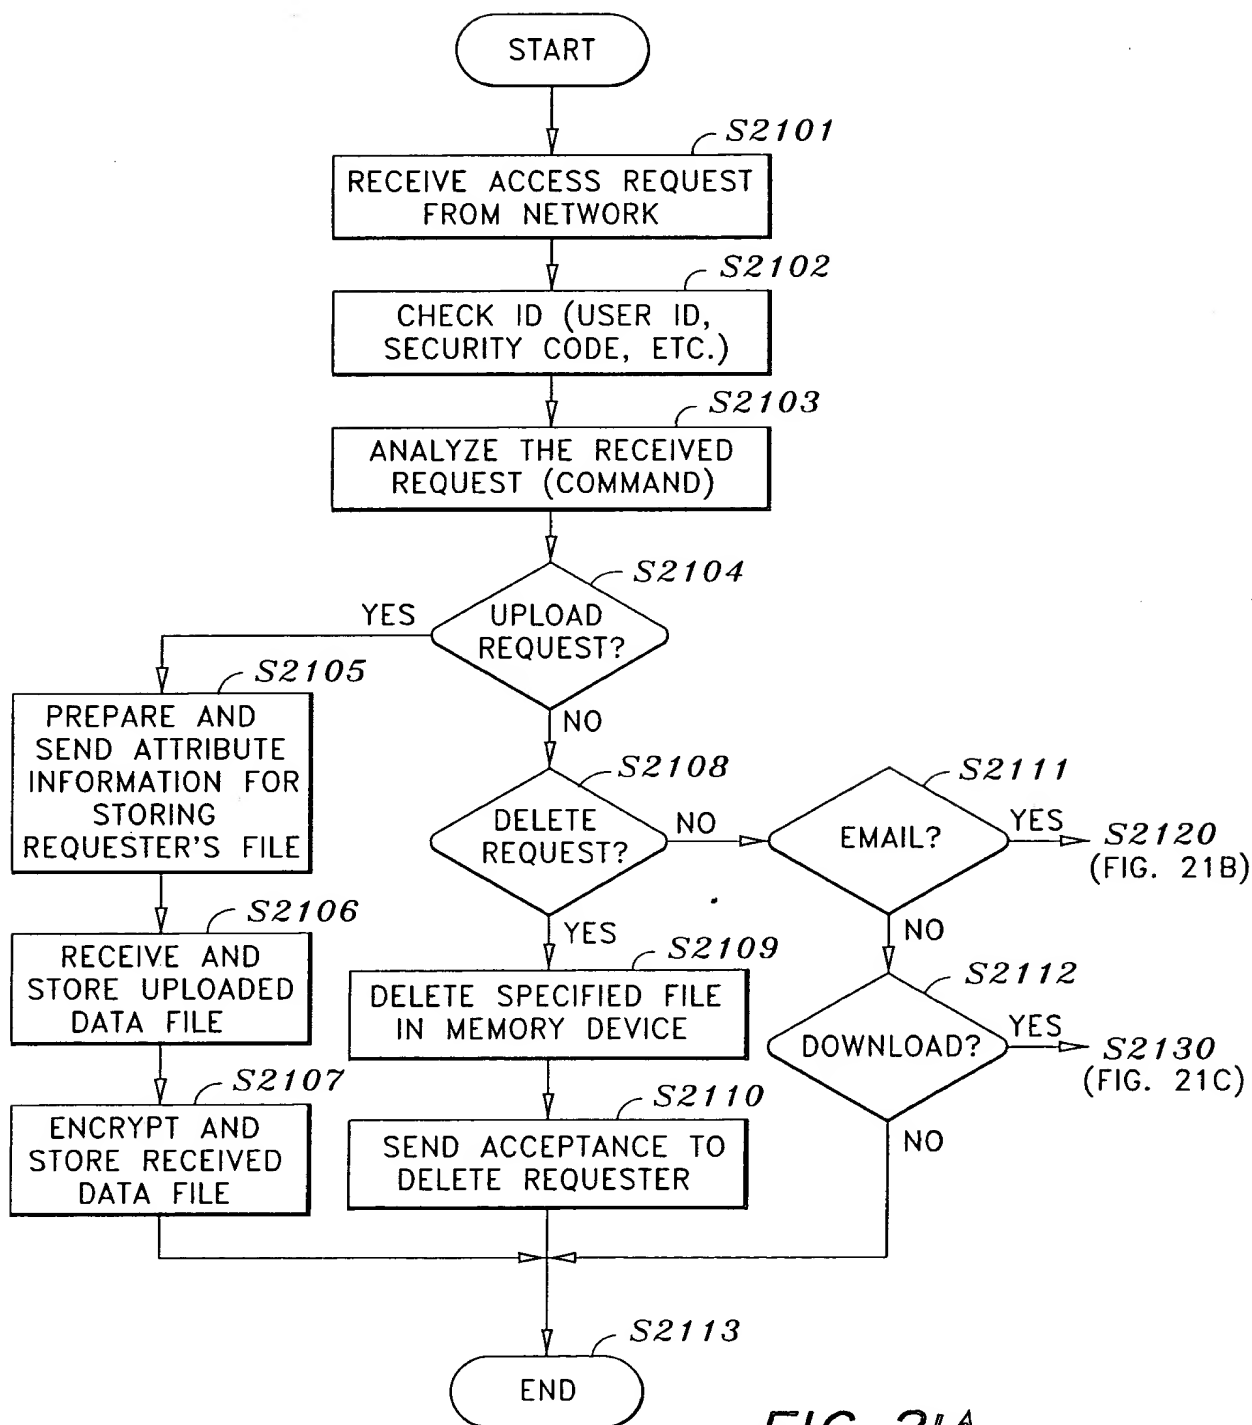 START
S2101
RECEIVE ACCESS REQUEST
FROM NETWORK
S2102
CHECK ID (USER ID,
SECURITY CODE, ETC.)
S2103
ANALYZE THE RECEIVED
REQUEST (COMMAND)
S2104
UPLOAD
REQUEST?
YES
NO
S2105
PREPARE AND
SEND ATTRIBUTE
INFORMATION FOR
STORING
REQUESTER'S FILE
S2106
RECEIVE AND
STORE UPLOADED
DATA FILE
S2107
ENCRYPT AND
STORE RECEIVED
DATA FILE
S2108
DELETE
REQUEST?
NO
YES
S2109
DELETE SPECIFIED FILE
IN MEMORY DEVICE
S2110
SEND ACCEPTANCE TO
DELETE REQUESTER
S2111
EMAIL?
YES
S2120
(FIG. 21B)
NO
S2112
DOWNLOAD?
YES
S2130
(FIG. 21C)
NO
S2113
END
FIG. 21A